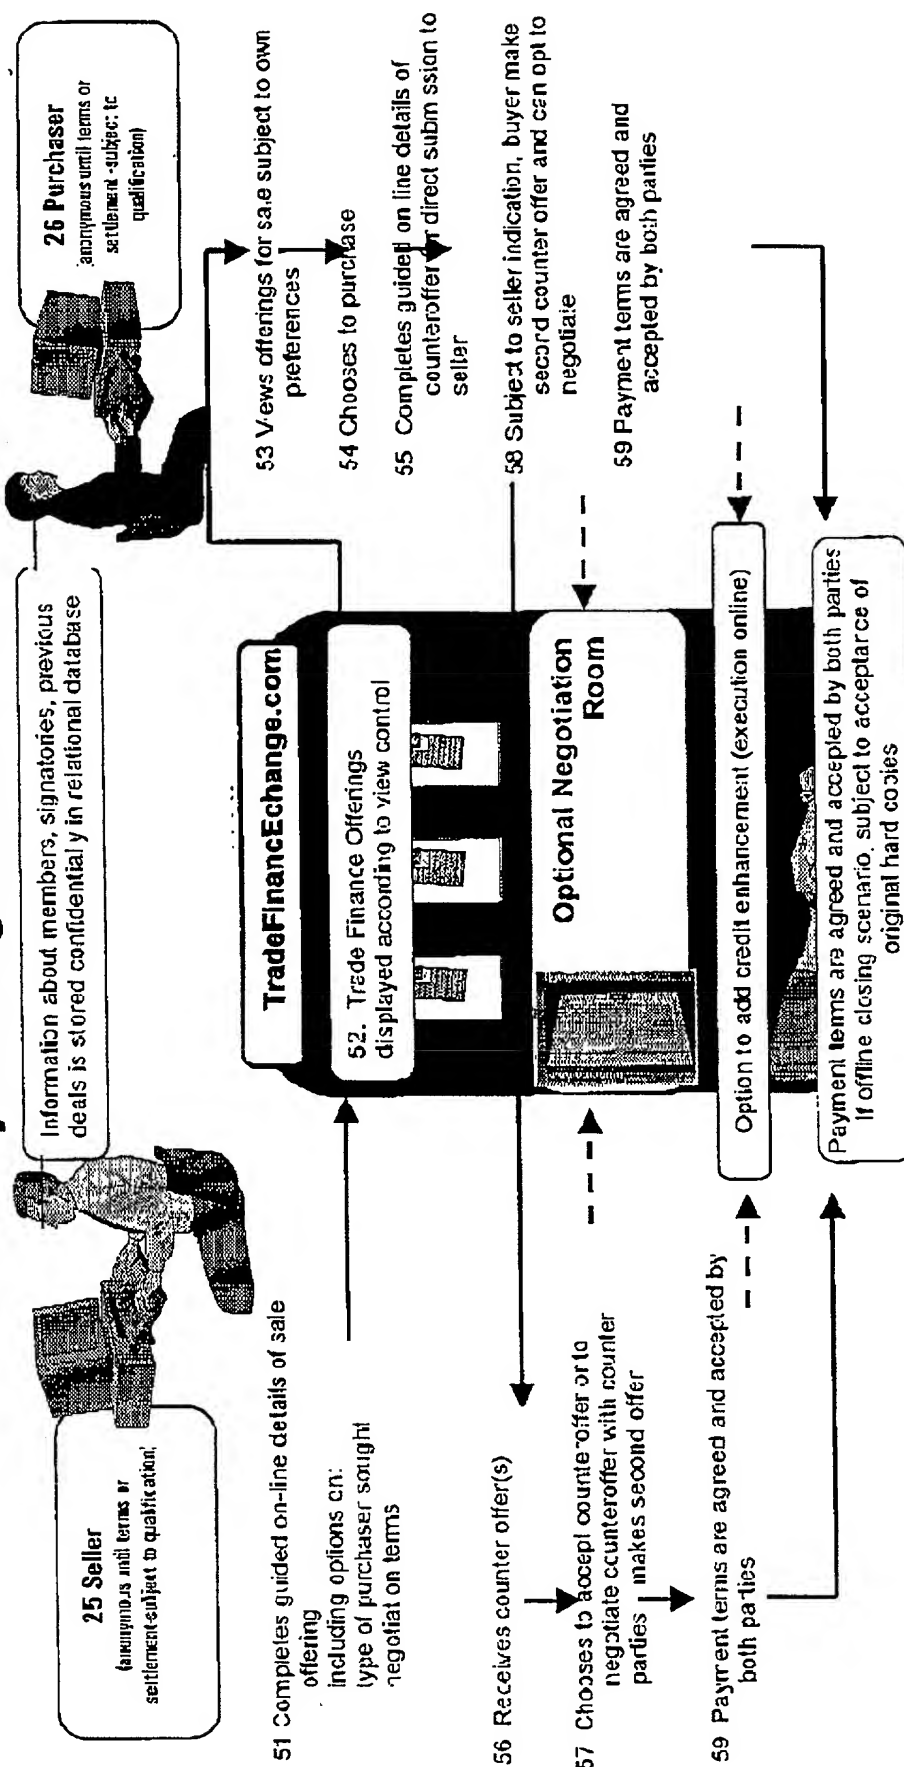 25 Seller
(anonymous until terms or
settlement-subject to qualification;
Information about members, signatories, previous
deals is stored confidentially in relational database
26 Purchaser
anonymous until terms or
settlement-subject to
qualification)
TradeFinancEchange.com
51 Completes guided on-line details of sale
offering
including options on:
type of purchaser sought
negotiation terms
52. Trade Finance Offerings
displayed according to view control
53 Views offerings for sale subject to own
preferences
54 Chooses to purchase
55 Completes guided on line details of
counteroffer or direct submission to
seller
56 Receives counter offer(s)
57 Chooses to accept counteroffer or to
negotiate counteroffer with counter
parties makes second offer
58 Subject to seller indication, buyer make
second counter offer and can opt to
negotiate
Optional Negotiation
Room
59 Payment terms are agreed and accepted by
both parties
59 Payment terms are agreed and
accepted by both parties
Option to add credit enhancement (execution online)
Payment terms are agreed and accepted by both parties
If offline closing scenario, subject to acceptance of
original hard copies